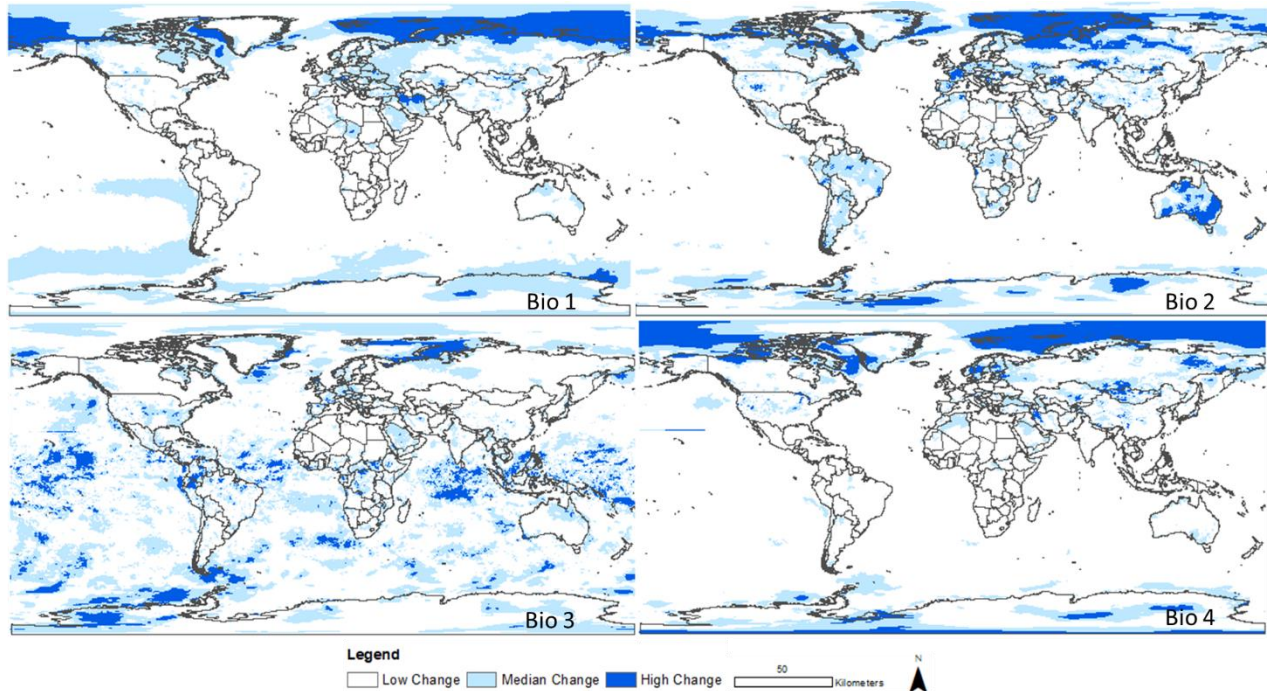 Bio 1
Bio 2
Bio 3
Bio 4
Legend
Low Change Median Change High Change
50
Kilometers
N